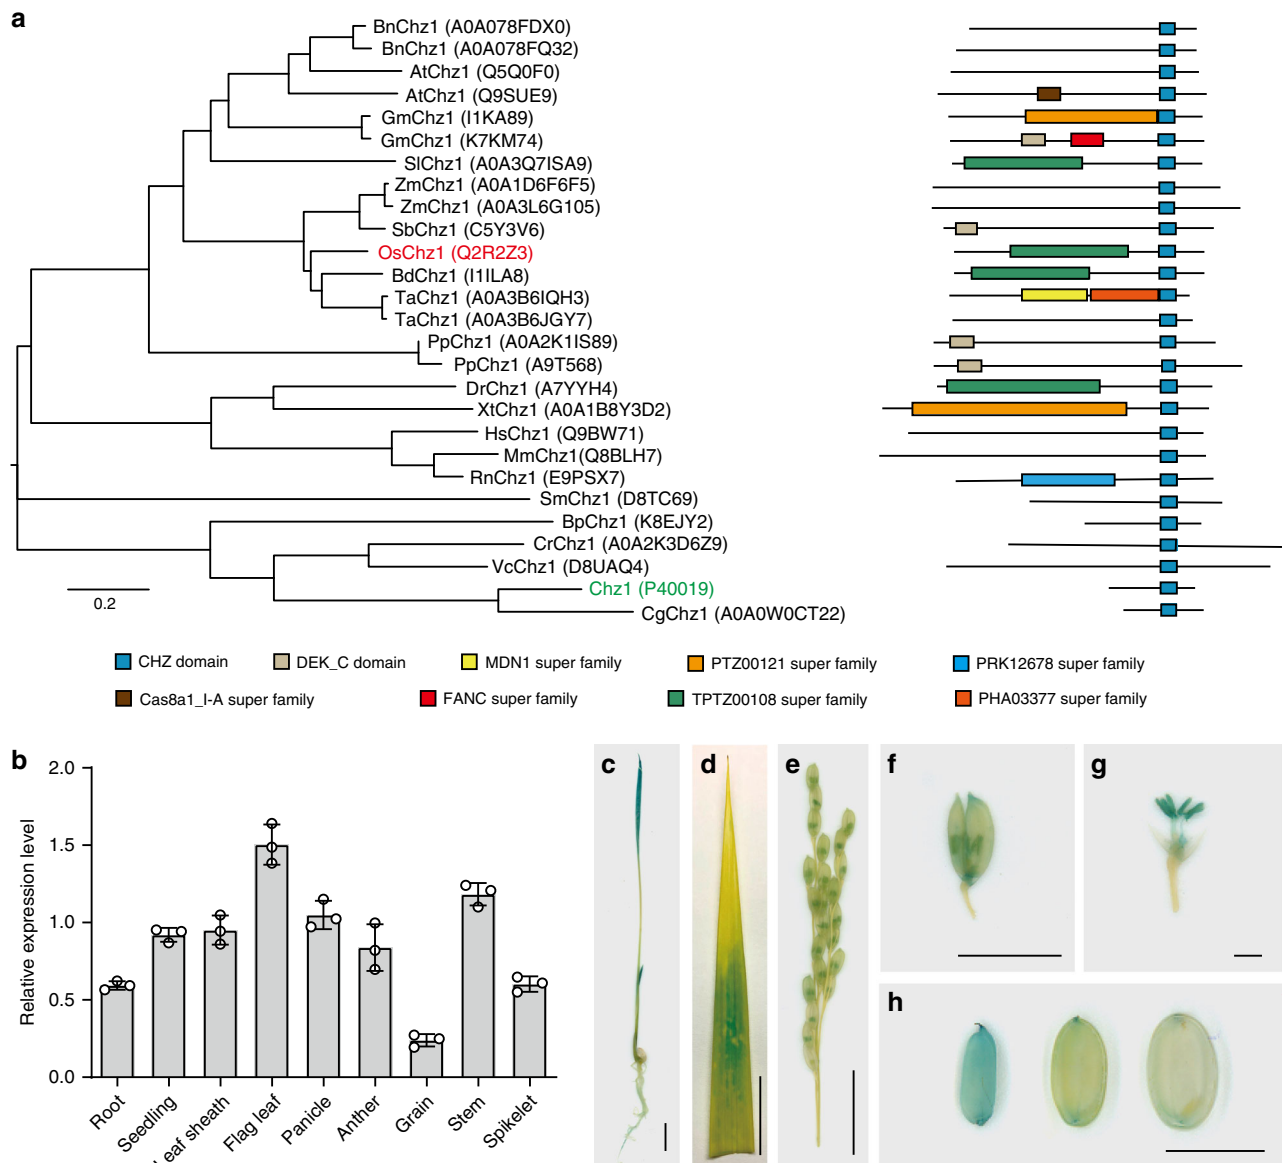 a
BnChz1 (A0A078FDX0)
BnChz1 (A0A078FQ32)
AtChz1 (Q5Q0F0)
AtChz1 (Q9SUE9)
GmChz1 (I1KA89)
GmChz1 (K7KM74)
SlChz1 (A0A3Q7ISA9)
ZmChz1 (A0A1D6F6F5)
ZmChz1 (A0A3L6G105)
SbChz1 (C5Y3V6)
OsChz1 (Q2R2Z3)
BdChz1 (I1ILA8)
TaChz1 (A0A3B6IQH3)
TaChz1 (A0A3B6JGY7)
PpChz1 (A0A2K1IS89)
PpChz1 (A9T568)
DrChz1 (A7YYH4)
XtChz1 (A0A1B8Y3D2)
HsChz1 (Q9BW71)
MmChz1(Q8BLH7)
RnChz1 (E9PSX7)
SmChz1 (D8TC69)
BpChz1 (K8EJY2)
CrChz1 (A0A2K3D6Z9)
VcChz1 (D8UAQ4)
Chz1 (P40019)
CgChz1 (A0A0W0CT22)
0.2
CHZ domain
DEK_C domain
MDN1 super family
PTZ00121 super family
PRK12678 super family
Cas8a1_I-A super family
FANC super family
TPTZ00108 super family
PHA03377 super family
b
Relative expression level
2.0
1.5
1.0
0.5
0.0
Root
Seedling
Leaf sheath
Flag leaf
Panicle
Anther
Grain
Stem
Spikelet
c
d
e
f
g
h